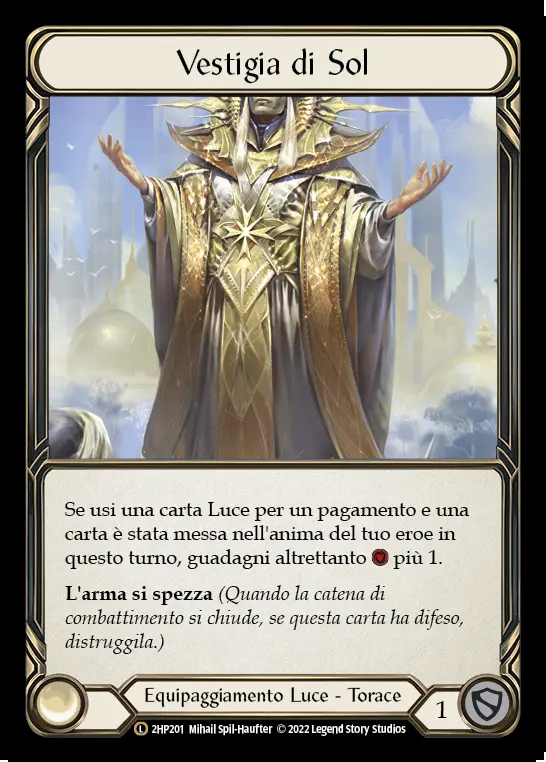 Vestigia di Sol
Se usi una carta Luce per un pagamento e una
carta è stata messa nell'anima del tuo eroe in
questo turno, guadagni altrettanto più 1.
L'arma si spezza (Quando la catena di
combattimento si chiude, se questa carta ha difeso,
distruggila.)
Equipaggiamento Luce - Torace
1
L 2HP201 Mihail Spil-Haufter © 2022 Legend Story Studios